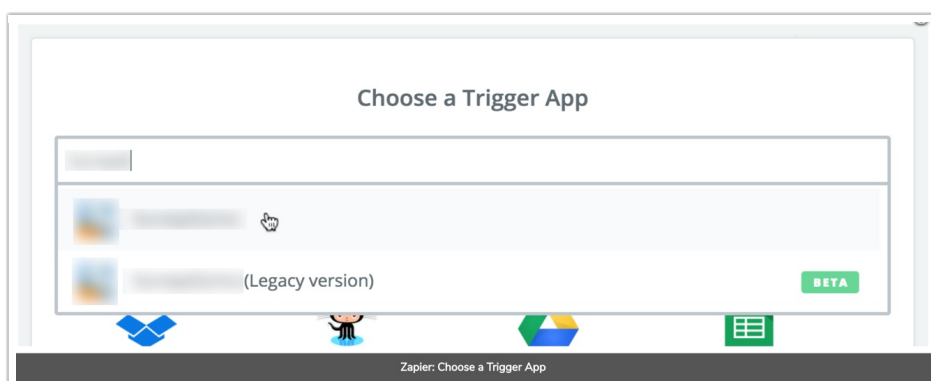 Choose a Trigger App
(Legacy version)
BETA
Zapier: Choose a Trigger App